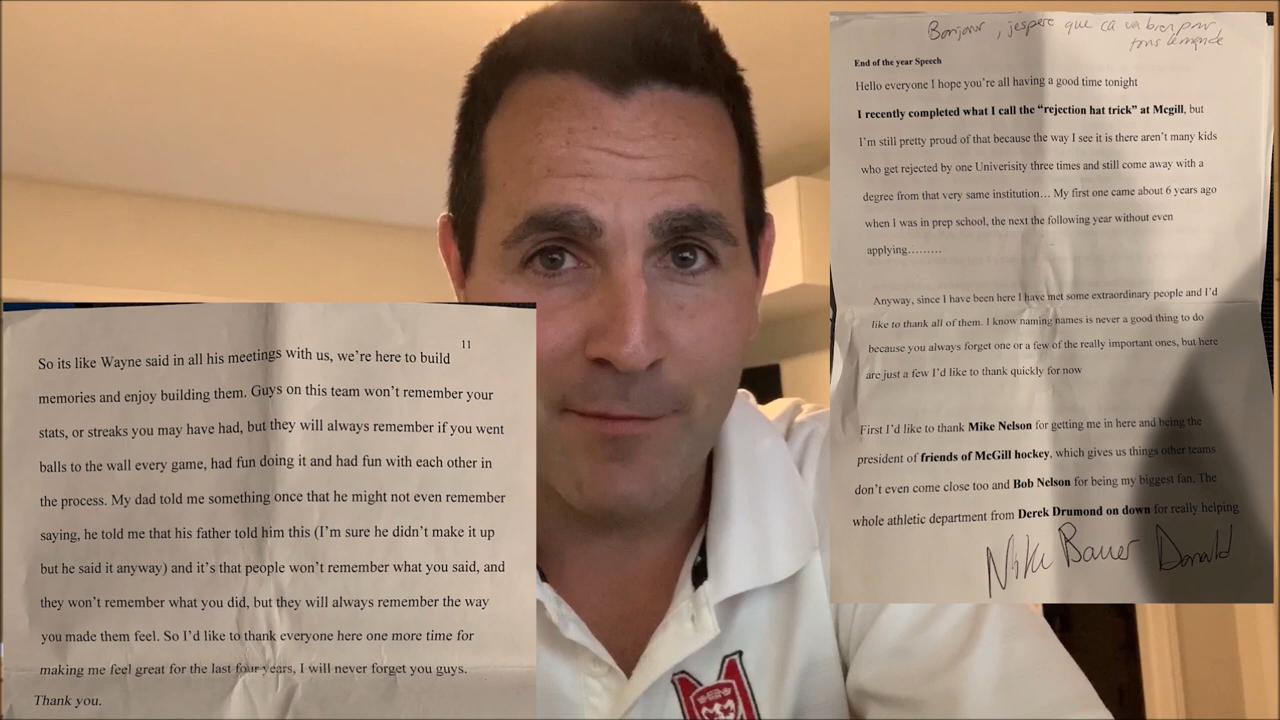 Bonjour , jespere que ça va bien pour
tous le monde
End of the year Speech
Hello everyone I hope you're all having a good time tonight
I recently completed what I call the “rejection hat trick” at Mcgill, but
I'm still pretty proud of that because the way I see it is there aren't many kids
who get rejected by one Univerisity three times and still come away with a
degree from that very same institution… My first one came about 6 years ago
when I was in prep school, the next the following year without even
applying………
Anyway, since I have been here I have met some extraordinary people and I'd
like to thank all of them. I know naming names is never a good thing to do
because you always forget one or a few of the really important ones, but here
are just a few I'd like to thank quickly for now
First I'd like to thank Mike Nelson for getting me in here and being the
president of friends of McGill hockey, which gives us things other teams
don't even come close too and Bob Nelson for being my biggest fan. The
whole athletic department from Derek Drumond on down for really helping
Mike Bauer Donald
11
So its like Wayne said in all his meetings with us, we're here to build
memories and enjoy building them. Guys on this team won't remember your
stats, or streaks you may have had, but they will always remember if you went
balls to the wall every game, had fun doing it and had fun with each other in
the process. My dad told me something once that he might not even remember
saying, he told me that his father told him this (I'm sure he didn't make it up
but he said it anyway) and it's that people won't remember what you said, and
they won't remember what you did, but they will always remember the way
you made them feel. So I'd like to thank everyone here one more time for
making me feel great for the last four years, I will never forget you guys.
Thank you.